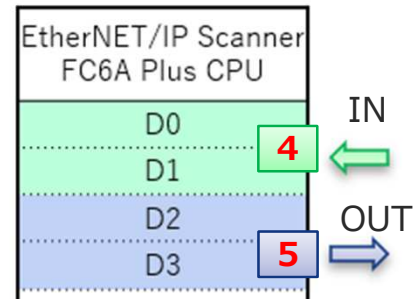 EtherNET/IP Scanner
FC6A Plus CPU
D0
D1
4
IN
D2
D3
5
OUT